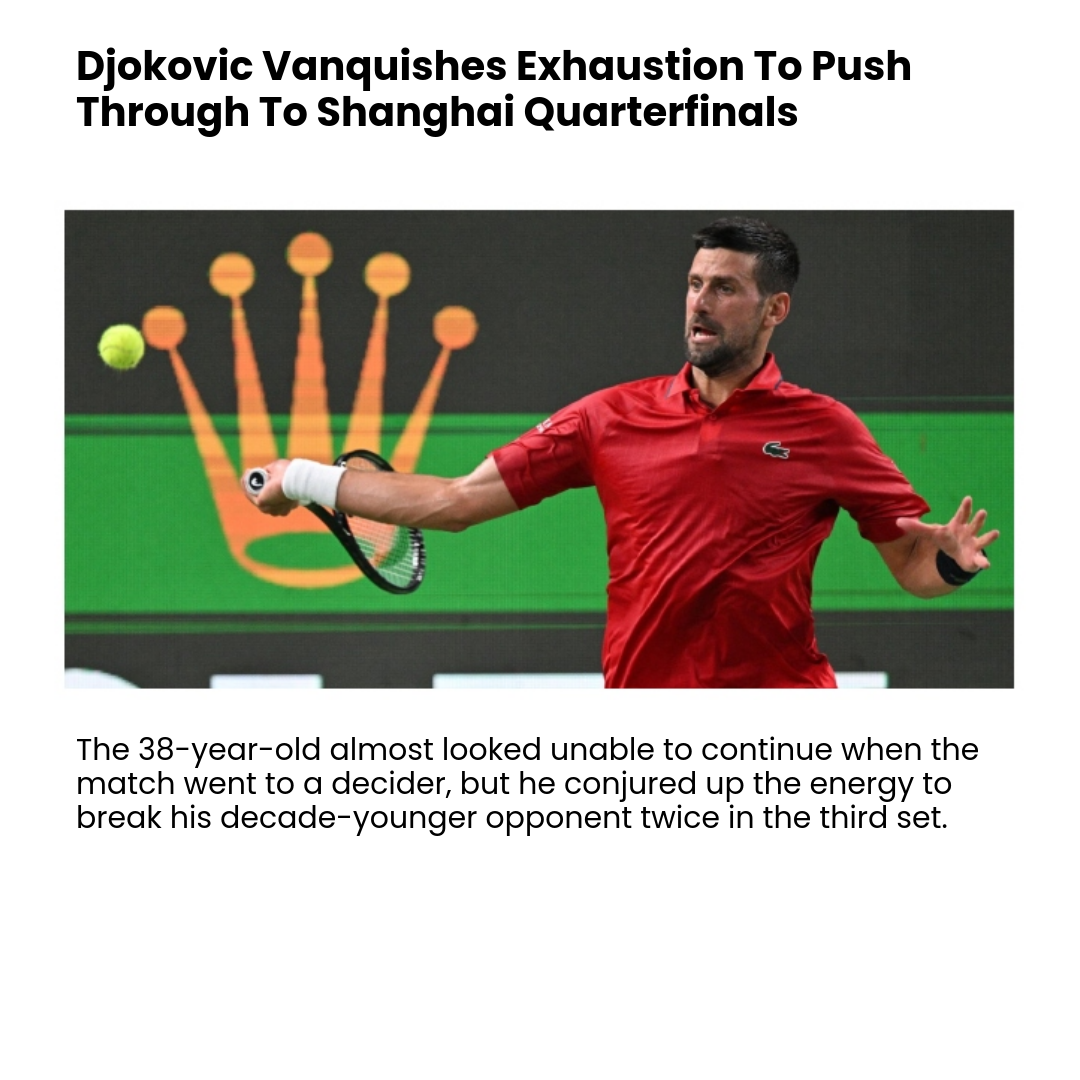 Djokovic Vanquishes Exhaustion To Push
Through To Shanghai Quarterfinals
The 38-year-old almost looked unable to continue when the
match went to a decider, but he conjured up the energy to
break his decade-younger opponent twice in the third set.